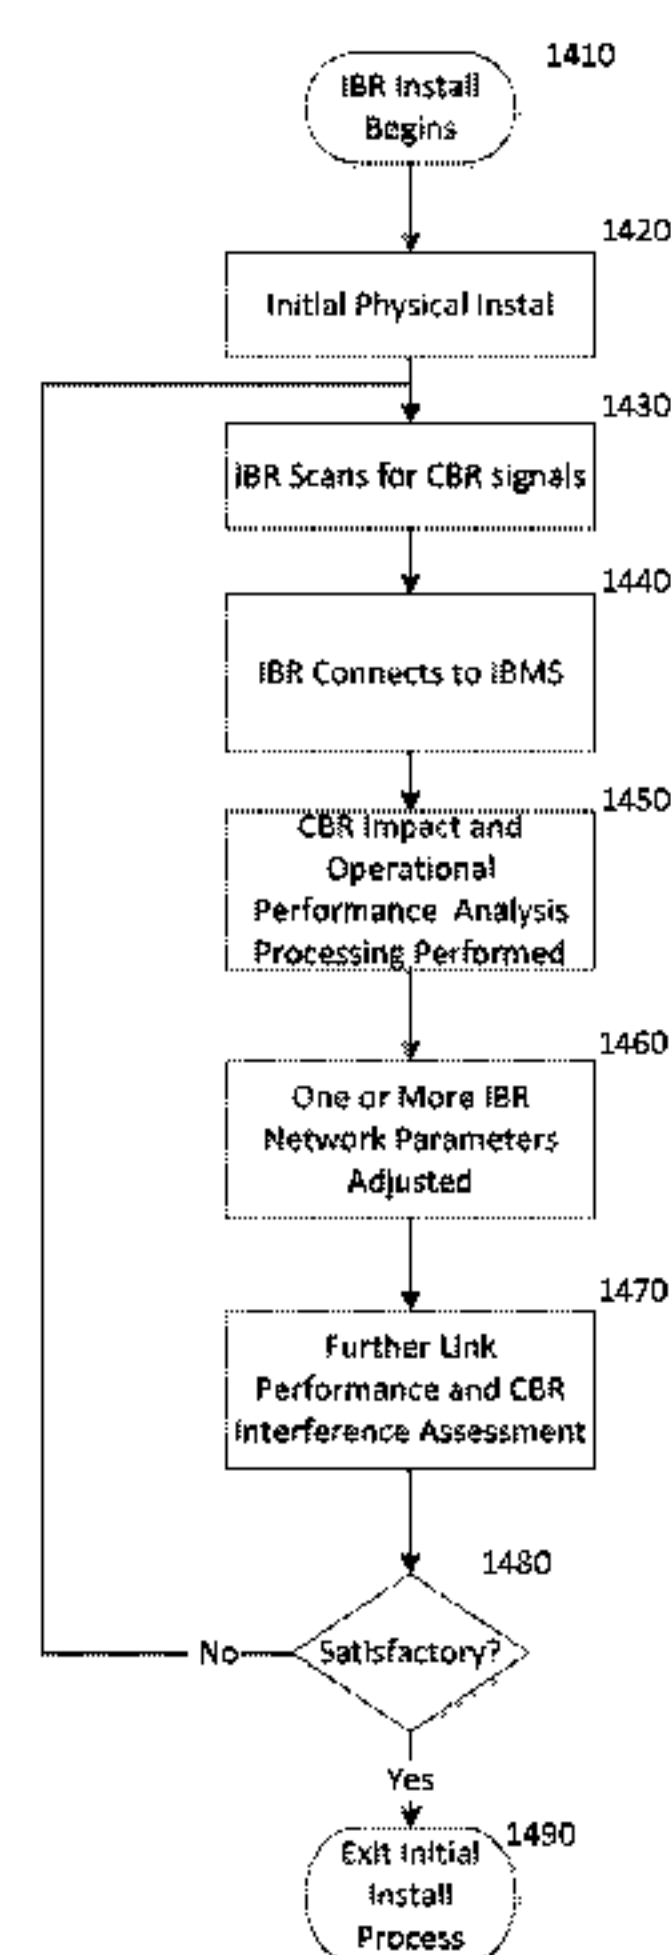 1410
IBR Install
Begins
1420
Initial Physical Instal
1430
IBR Scans for CBR signals
1440
IBR Connects to IBMS
1450
CBR Impact and
Operational
Performance Analysis
Processing Performed
1460
One or More IBR
Network Parameters
Adjusted
1470
Further Link
Performance and CBR
Interference Assessment
1480
Satisfactory?
No
Yes
1490
Exit Initial
Install
Process